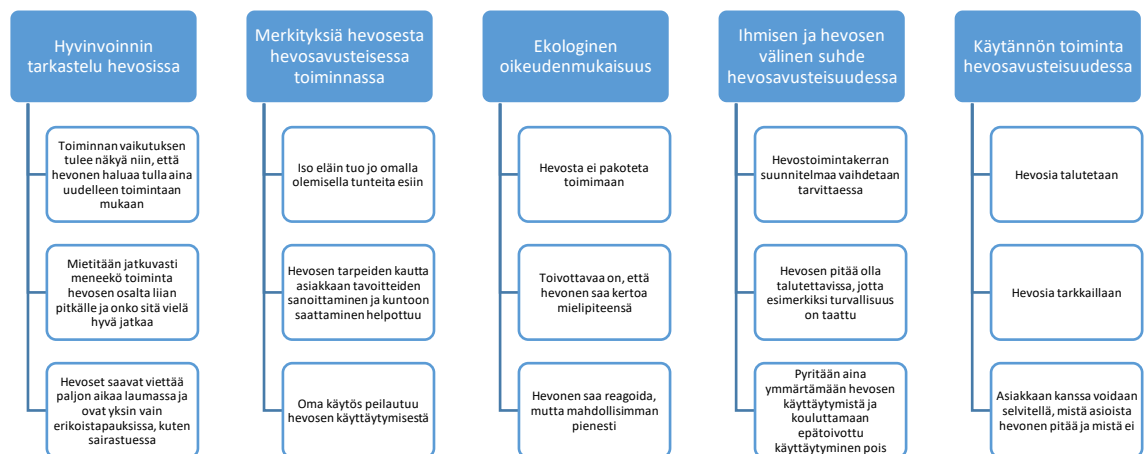 Hyvinvoinnin
tarkastelu hevosissa
Toiminnan vaikutuksen
tulee näkyä niin, että
hevonen haluaa tulla aina
uudelleen toimintaan
mukaan
Mietitään jatkuvasti
meneekö toiminta
hevosen osalta liian
pitkälle ja onko sitä vielä
hyvä jatkaa
Hevoset saavat viettää
paljon aikaa laumassa ja
ovat yksin vain
erikoistapauksissa, kuten
sairastuessa
Merkityksiä hevosesta
hevosavusteisessa
toiminnassa
Iso eläin tuo jo omalla
olemisella tunteita esiin
Hevosen tarpeiden kautta
asiakkaan tavoitteiden
sanoittaminen ja kuntoon
saattaminen helpottuu
Oma käytös peilautuu
hevosen käyttäytymisestä
Ekologinen
oikeudenmukaisuus
Hevosta ei pakoteta
toimimaan
Toivottavaa on, että
hevonen saa kertoa
mielipiteensä
Hevonen saa reagoida,
mutta mahdollisimman
pienesti
Ihmisen ja hevosen
välinen suhde
hevosavusteisuudessa
Hevostoimintakerran
suunnitelmaa vaihdetaan
tarvittaessa
Hevosen pitää olla
talutettavissa, jotta
esimerkiksi turvallisuus
on taattu
Pyritään aina
ymmärtämään hevosen
käyttäytymistä ja
kouluttamaan
epätoivottu
käyttäytyminen pois
Käytännön toiminta
hevosavusteisuudessa
Hevosia talutetaan
Hevosia tarkkaillaan
Asiakkaan kanssa voidaan
selvitellä, mistä asioista
hevonen pitää ja mistä ei